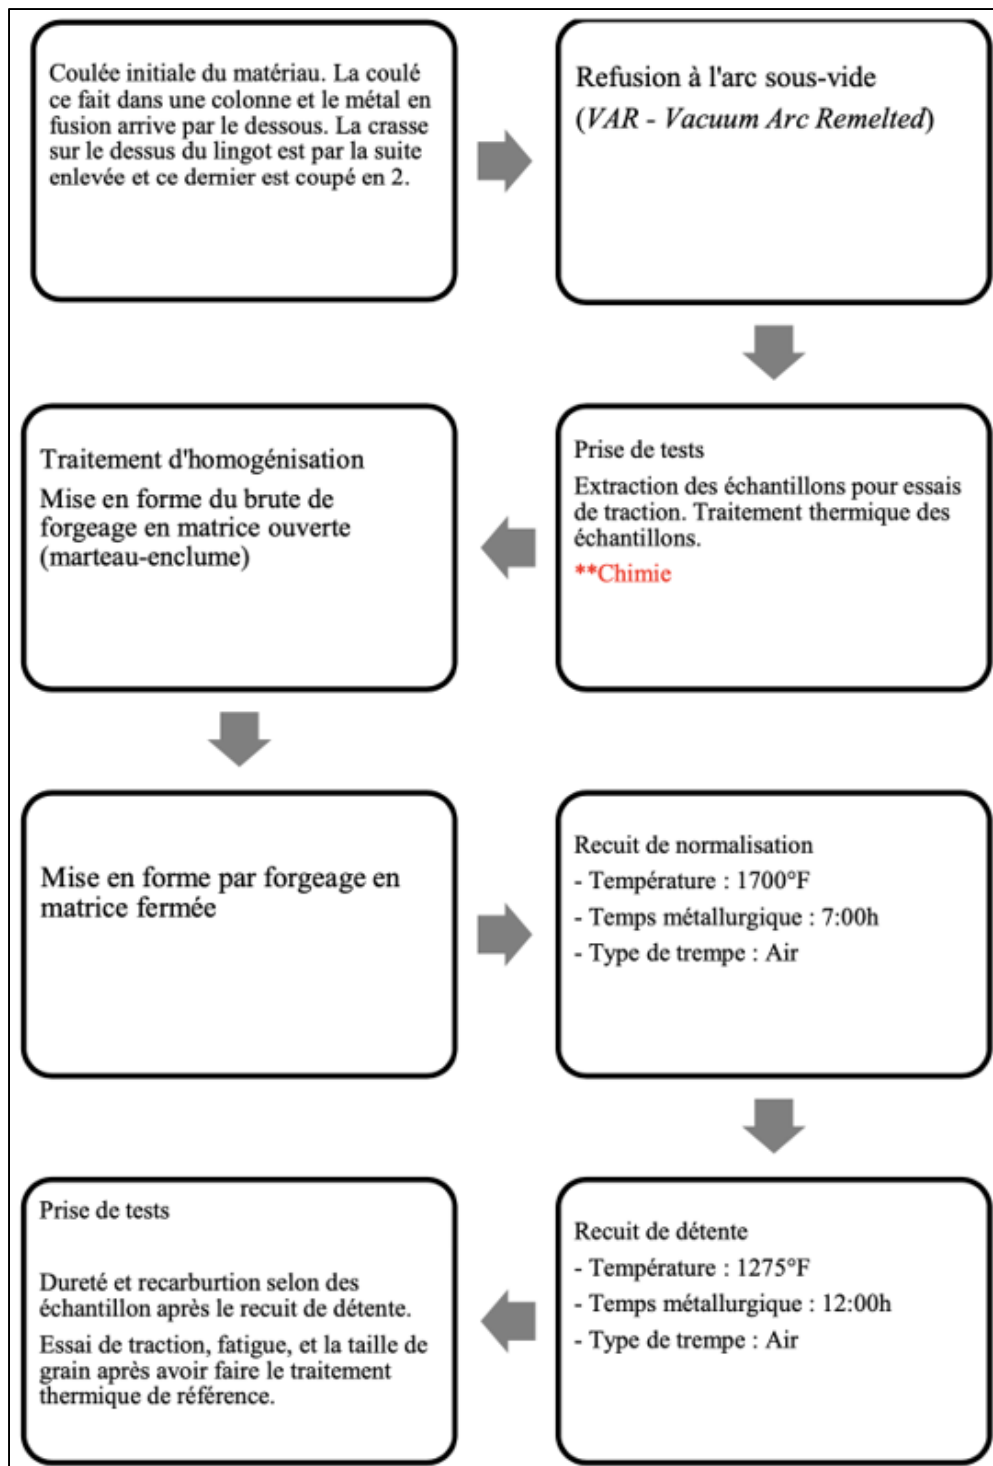 Coulée initiale du matériau. La coulé
ce fait dans une colonne et le métal en
fusion arrive par le dessous. La crasse
sur le dessus du lingot est par la suite
enlevée et ce dernier est coupé en 2.
Refusion à l'arc sous-vide
(VAR - Vacuum Arc Remelted)
Prise de tests
Extraction des échantillons pour essais
de traction. Traitement thermique des
échantillons.
**Chimie
Traitement d'homogénisation
Mise en forme du brute de
forgeage en matrice ouverte
(marteau-enclume)
Mise en forme par forgeage en
matrice fermée
Recuit de normalisation
- Température : 1700°F
- Temps métallurgique : 7:00h
- Type de trempe : Air
Recuit de détente
- Température : 1275°F
- Temps métallurgique : 12:00h
- Type de trempe : Air
Prise de tests
Dureté et recarburtion selon des
échantillon après le recuit de détente.
Essai de traction, fatigue, et la taille de
grain après avoir faire le traitement
thermique de référence.